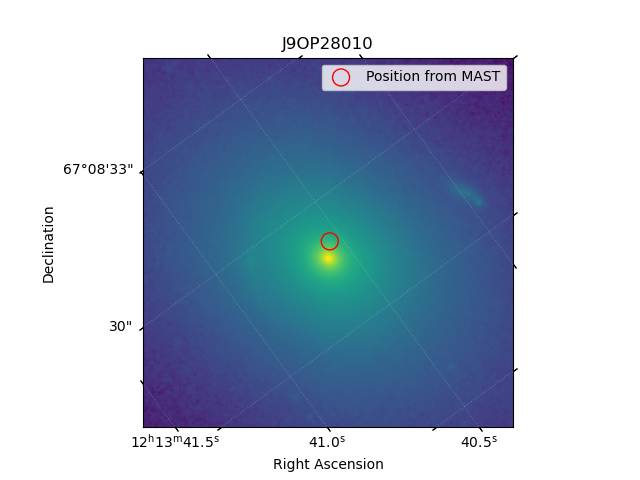 J9OP28010
Position from MAST
67°08'33"
Declination
30"
12ʰ13ᵐ41.5ˢ 41.0ˢ 40.5ˢ
Right Ascension